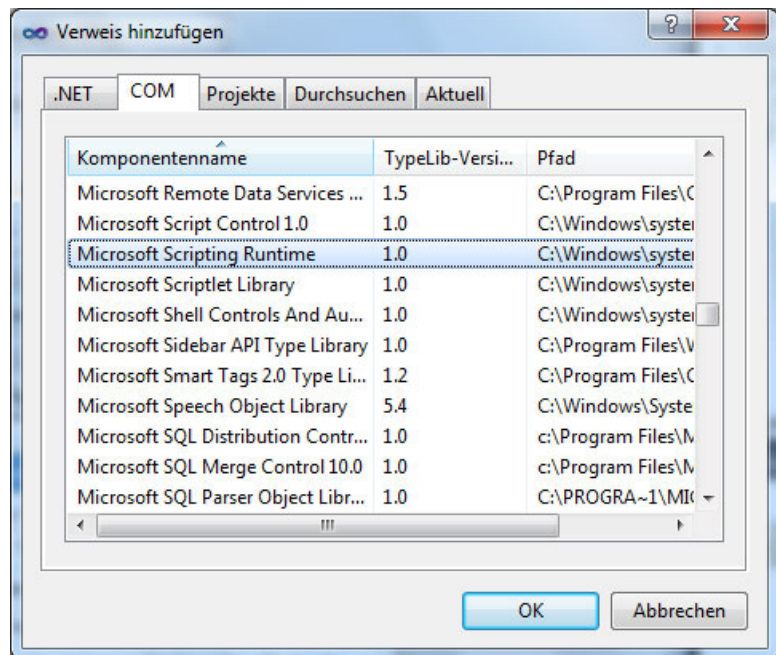 Verweis hinzufügen
.NET COM Projekte Durchsuchen Aktuell
Komponentenname TypeLib-Versi... Pfad
Microsoft Remote Data Services ... 1.5 C:\Program Files\C
Microsoft Script Control 1.0 1.0 C:\Windows\system
Microsoft Scripting Runtime 1.0 C:\Windows\system
Microsoft Scriptlet Library 1.0 C:\Windows\system
Microsoft Shell Controls And Au... 1.0 C:\Windows\system
Microsoft Sidebar API Type Library 1.0 C:\Program Files\W
Microsoft Smart Tags 2.0 Type Li... 1.2 C:\Program Files\C
Microsoft Speech Object Library 5.4 C:\Windows\Syste
Microsoft SQL Distribution Contr... 1.0 c:\Program Files\M
Microsoft SQL Merge Control 10.0 1.0 c:\Program Files\M
Microsoft SQL Parser Object Libr... 1.0 C:\PROGRA~1\MIC
OK Abbrechen